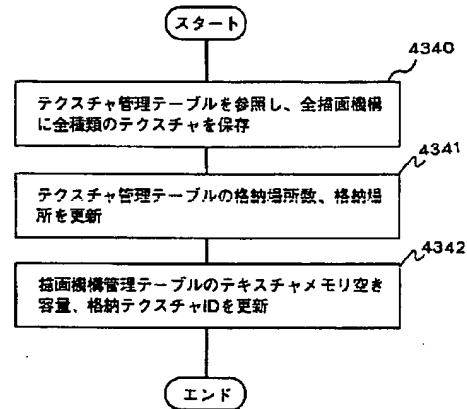 スタート
4340
テクスチャ管理テーブルを参照し、全描画機構
に全種類のテクスチャを保存
4341
テクスチャ管理テーブルの格納場所数、格納場
所を更新
4342
描画機構管理テーブルのテキスチャメモリ空き
容量、格納テクスチャIDを更新
エンド